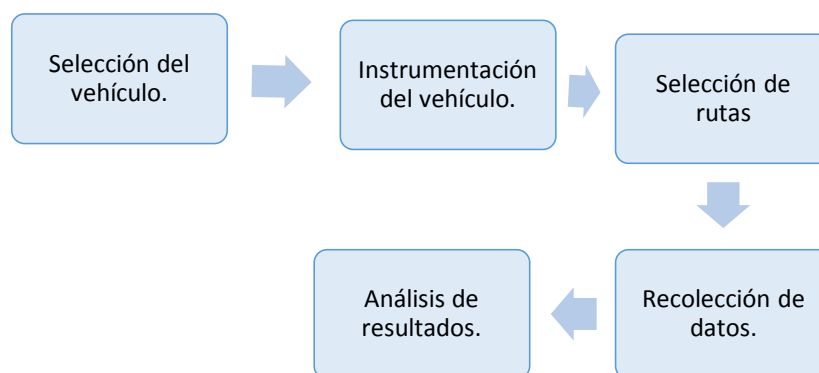 Selección del
vehículo.
Instrumentación
del vehículo.
Selección de
rutas
Recolección de
datos.
Análisis de
resultados.